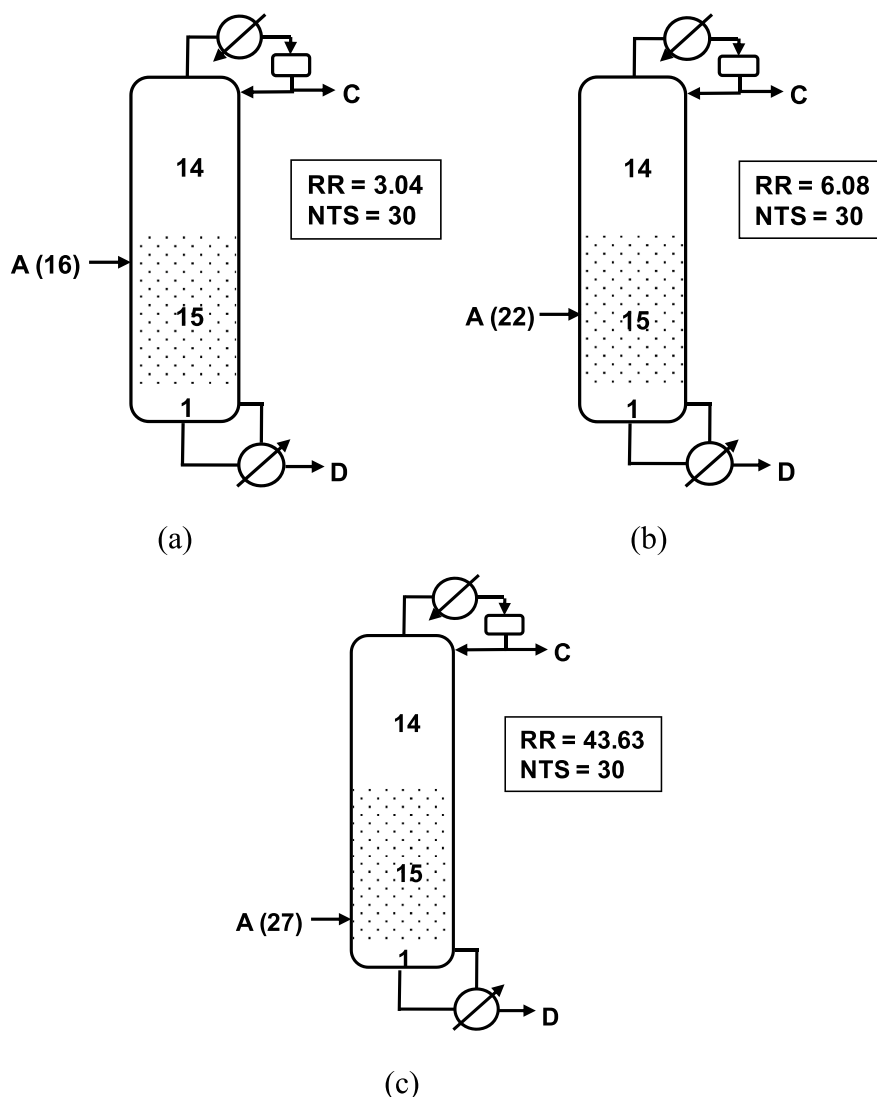 C
14
RR = 3.04
NTS = 30
A (16)
15
1
D
(a)
C
14
RR = 6.08
NTS = 30
A (22)
15
1
D
(b)
C
14
RR = 43.63
NTS = 30
15
A (27)
1
D
(c)